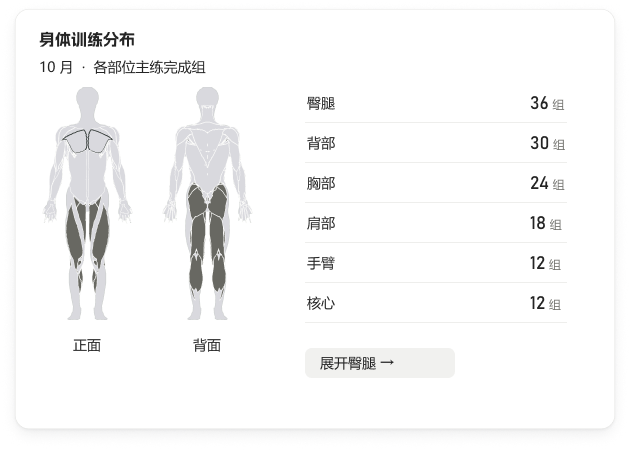 身体训练分布
10 月 · 各部位主练完成组
臀腿 36 组
背部 30 组
胸部 24 组
肩部 18 组
手臂 12 组
核心 12 组
正面 背面
展开臀腿 →